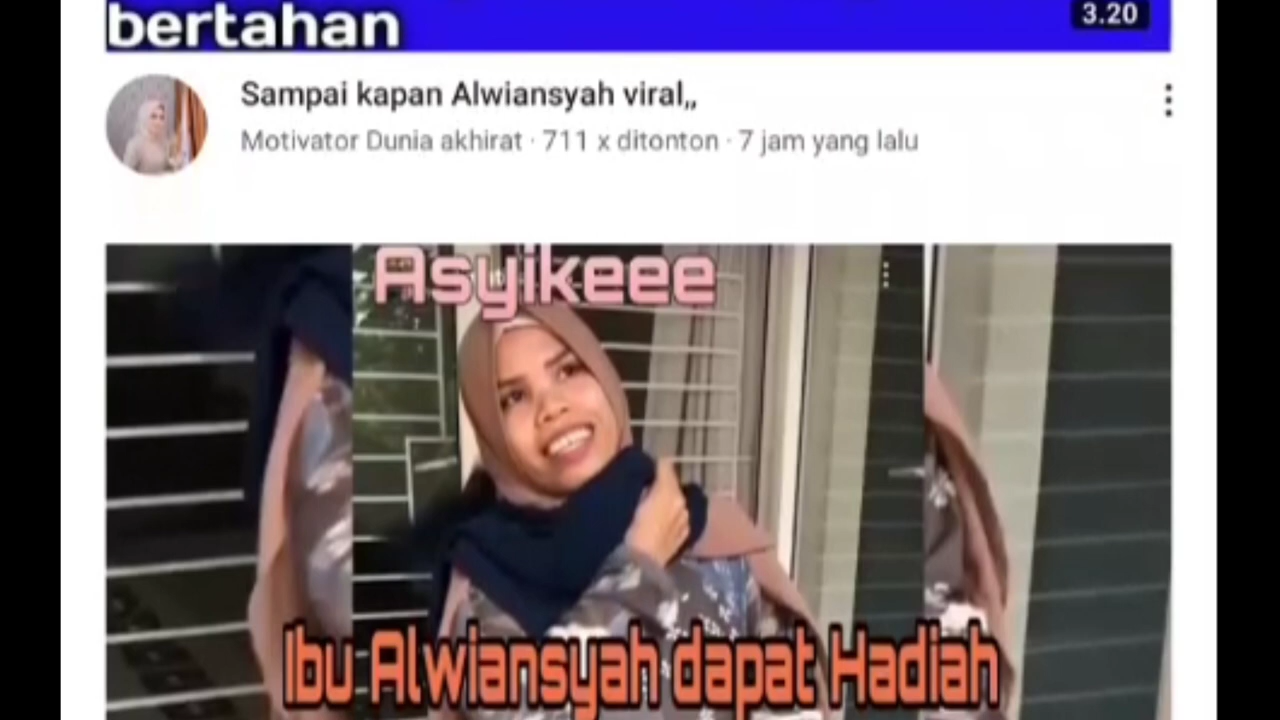 bertahan
3.20
Sampai kapan Alwiansyah viral,,
Motivator Dunia akhirat · 711 x ditonton · 7 jam yang lalu
Asyikeee
Ibu Alwiansyah dapat Hadiah